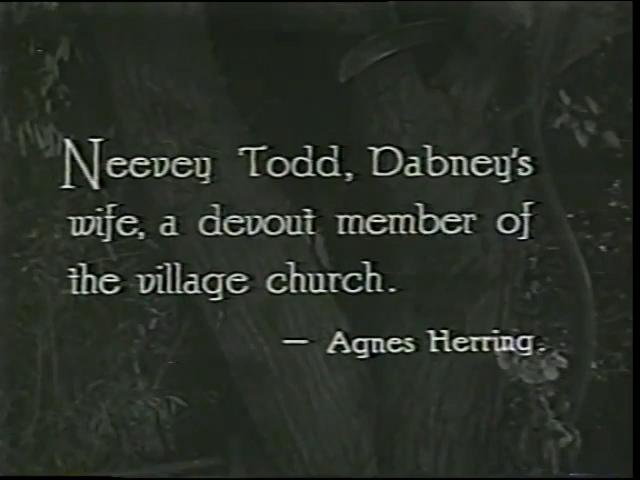 Neevey Todd, Dabney's
wife, a devout member of
the village church.
— Agnes Herring.